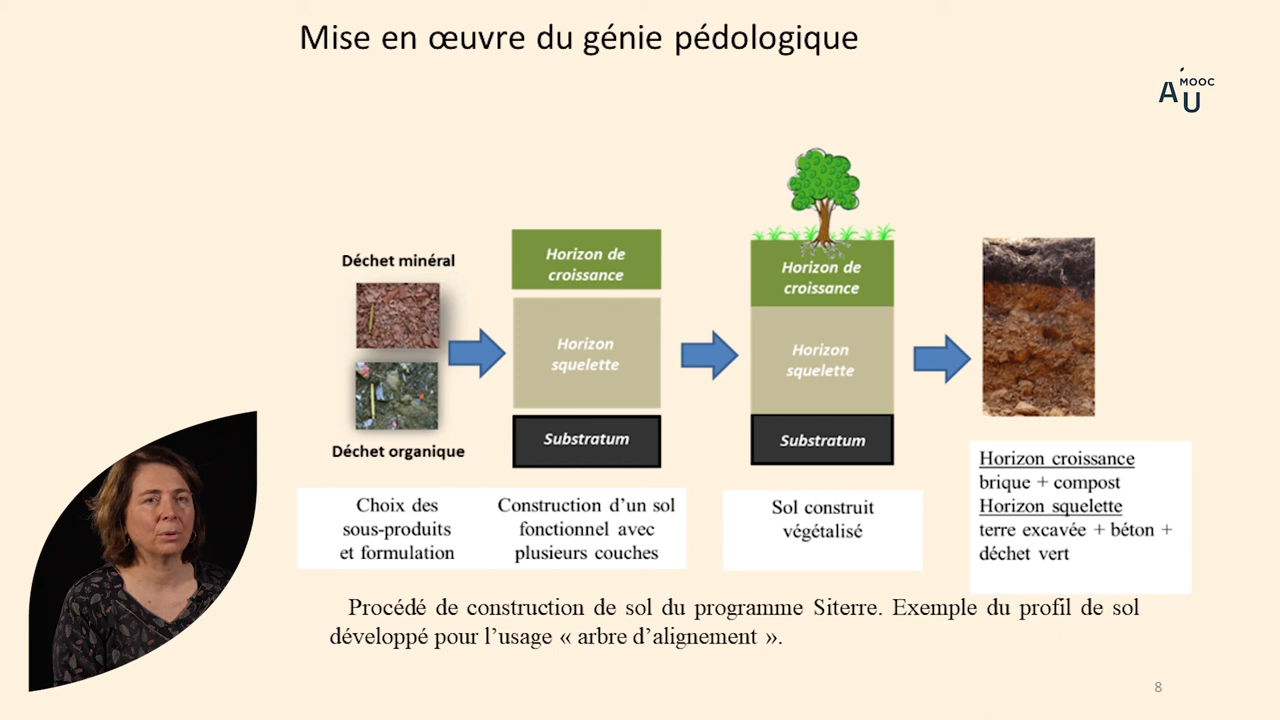 Mise en œuvre du génie pédologique
MOOC
AU
Déchet minéral
Déchet organique
Choix des
sous-produits
et formulation
Horizon de
croissance
Horizon
squelette
Substratum
Construction d’un sol
fonctionnel avec
plusieurs couches
Horizon de
croissance
Horizon
squelette
Substratum
Sol construit
végétalisé
Horizon croissance
brique + compost
Horizon squelette
terre excavée + béton +
déchet vert
Procédé de construction de sol du programme Siterre. Exemple du profil de sol
développé pour l’usage « arbre d’alignement ».
8